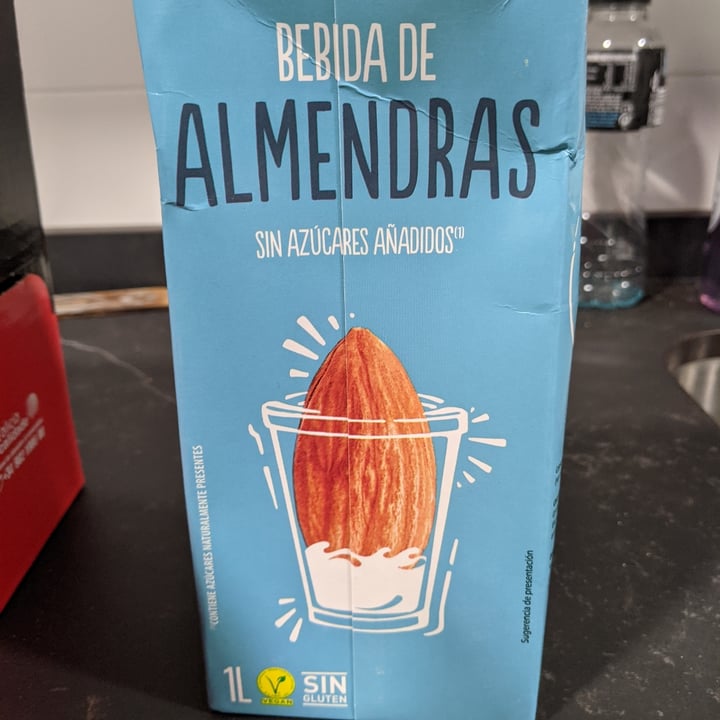 BEBIDA DE
ALMENDRAS
SIN AZÚCARES AÑADIDOS(1)
(1)CONTIENE AZÚCARES NATURALMENTE PRESENTES
Sugerencia de presentación
1L
V
VEGAN
SIN
GLUTEN